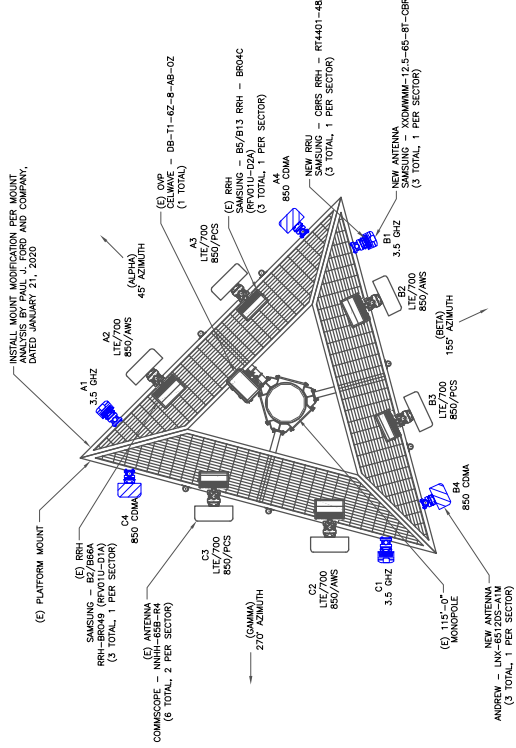 INSTALL MOUNT MODIFICATION PER MOUNT
ANALYSIS BY PAUL J. FORD AND COMPANY,
DATED JANUARY 21, 2020
(E) PLATFORM MOUNT
(ALPHA)
45° AZIMUTH
(E) OVP
CELWAVE - DB-T1-6Z-8-AB-0Z
(1 TOTAL)
(E) RRH
SAMSUNG - B5/B13 RRH - BR04C
(RFV01U-D2A)
(3 TOTAL, 1 PER SECTOR)
NEW RRU
SAMSUNG - CBRS RRH - RT4401-48
(3 TOTAL, 1 PER SECTOR)
NEW ANTENNA
SAMSUNG - XXDMWMM-12.5-65-8T-CBR
(3 TOTAL, 1 PER SECTOR)
A1
3.5 GHZ
A2
LTE/700
850/AWS
A3
LTE/700
850/PCS
A4
850 CDMA
B1
3.5 GHZ
B2
LTE/700
850/AWS
(BETA)
155° AZIMUTH
B3
LTE/700
850/PCS
B4
850 CDMA
C4
850 CDMA
C3
LTE/700
850/PCS
C2
LTE/700
850/AWS
C1
3.5 GHZ
(E) RRH
SAMSUNG - B2/B66A
RRH-BR049 (RFV01U-D1A)
(3 TOTAL, 1 PER SECTOR)
(E) ANTENNA
COMMSCOPE - NNHH-65B-R4
(6 TOTAL, 2 PER SECTOR)
(GAMMA)
270° AZIMUTH
(E) 115'-0"
MONOPOLE
NEW ANTENNA
ANDREW - LNX-6512DS-A1M
(3 TOTAL, 1 PER SECTOR)